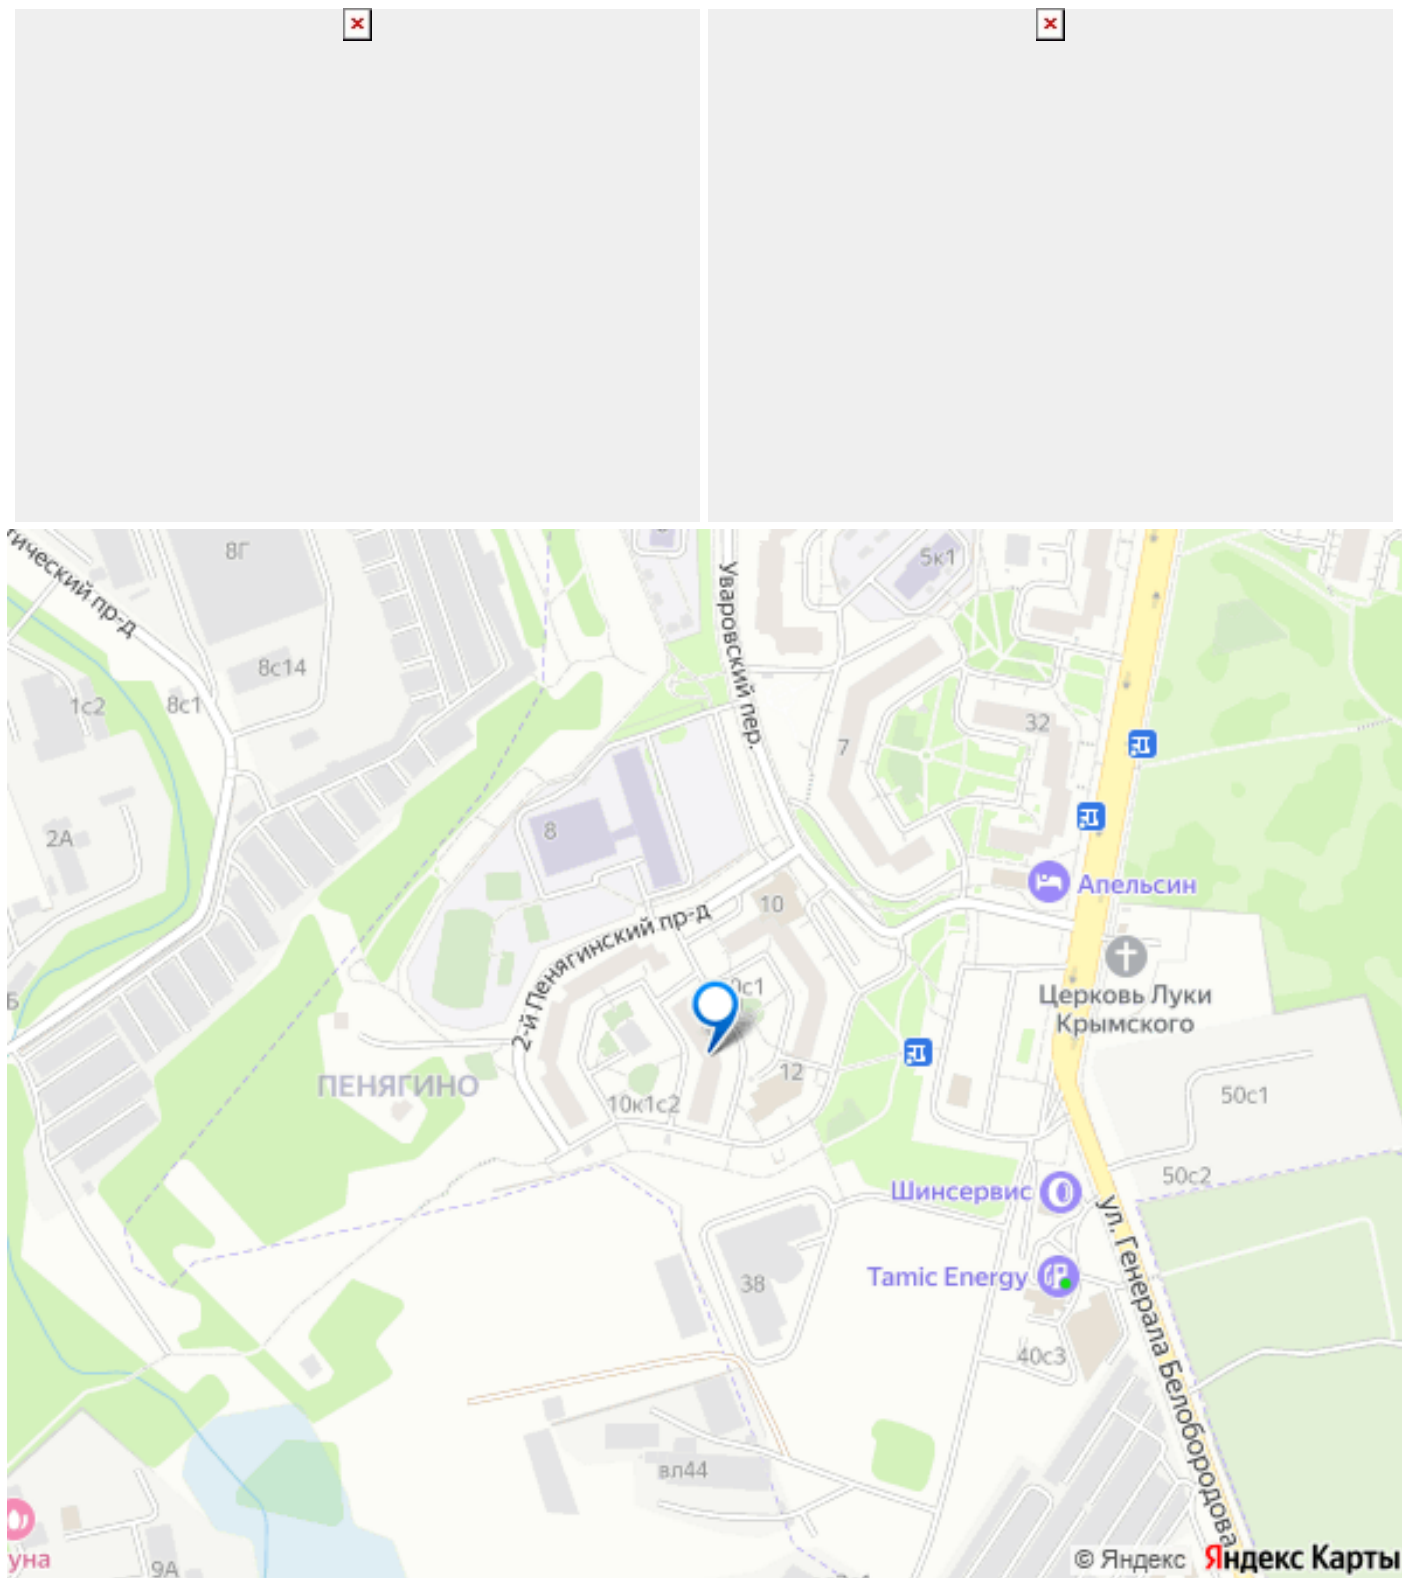 8Г
5к1
тический пр-д
Уваровский пер.
8с14
1с2
8с1
32
7
2А
8
Апельсин
10
2-й Пенягинский пр-д
Церковь Луки
Крымского
ПЕНЯГИНО
12
10к1с2
50с1
50с2
Шинсервис
ул. Генерала Белобородова
Tamic Energy
38
40с3
вл44
уна
9А
© Яндекс Яндекс Карты